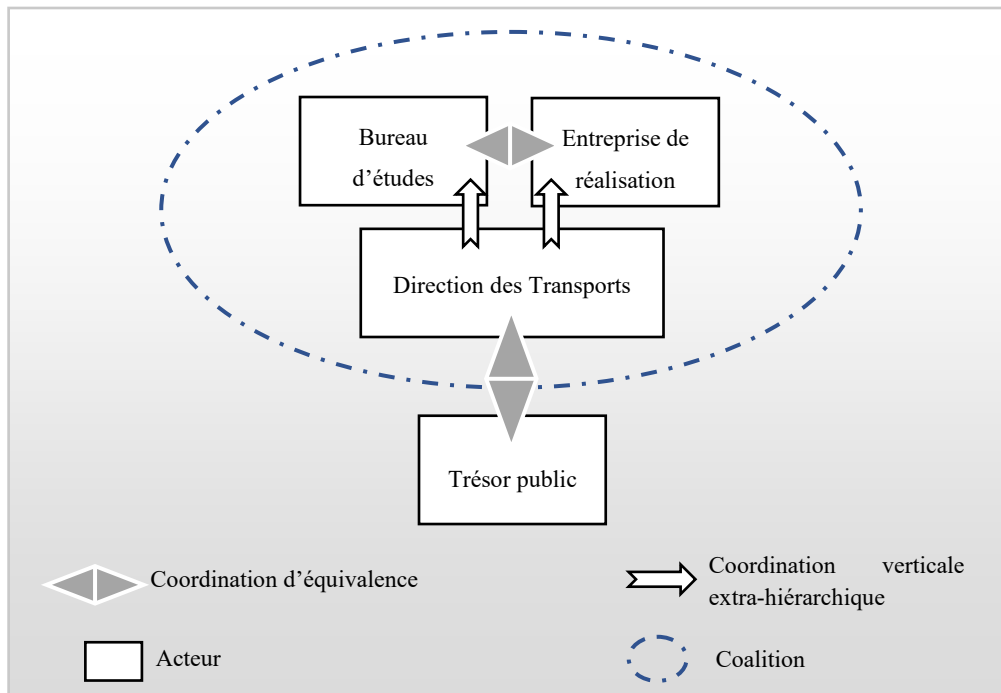 Bureau
d’études
Entreprise de
réalisation
Direction des Transports
Trésor public
Coordination d’équivalence
Coordination verticale
extra-hiérarchique
Acteur
Coalition